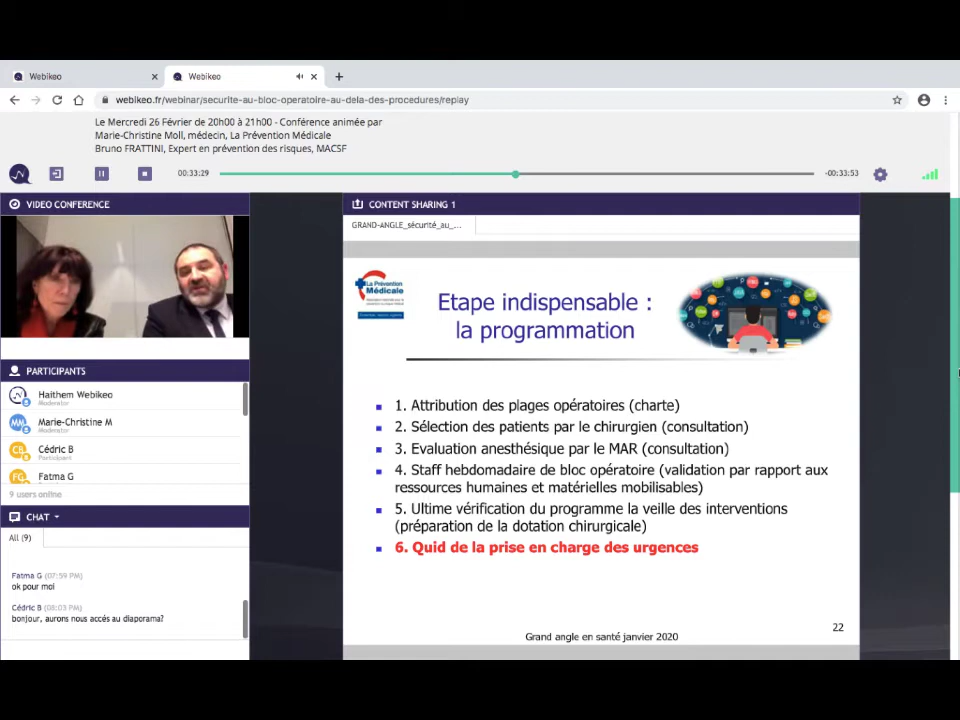 Webikeo
Webikeo
webikeo.fr/webinar/securite-au-bloc-operatoire-au-dela-des-procedures/replay
Le Mercredi 26 Février de 20h00 à 21h00 - Conférence animée par
Marie-Christine Moll, médecin, La Prévention Médicale
Bruno FRATTINI, Expert en prévention des risques, MACSF
00:33:29
-00:33:53
VIDEO CONFERENCE
CONTENT SHARING 1
GRAND-ANGLE_sécurité_au_...
La Prévention
Médicale
Etape indispensable :
la programmation
PARTICIPANTS
Haithem Webikeo
Moderator
MM
Marie-Christine M
Moderator
CB
Cédric B
Participant
FG
Fatma G
9 users online
CHAT
All (9)
Fatma G (07:59 PM)
ok pour moi
Cédric B (08:03 PM)
bonjour, aurons nous accés au diaporama?
1. Attribution des plages opératoires (charte)
2. Sélection des patients par le chirurgien (consultation)
3. Evaluation anesthésique par le MAR (consultation)
4. Staff hebdomadaire de bloc opératoire (validation par rapport aux
ressources humaines et matérielles mobilisables)
5. Ultime vérification du programme la veille des interventions
(préparation de la dotation chirurgicale)
6. Quid de la prise en charge des urgences
22
Grand angle en santé janvier 2020